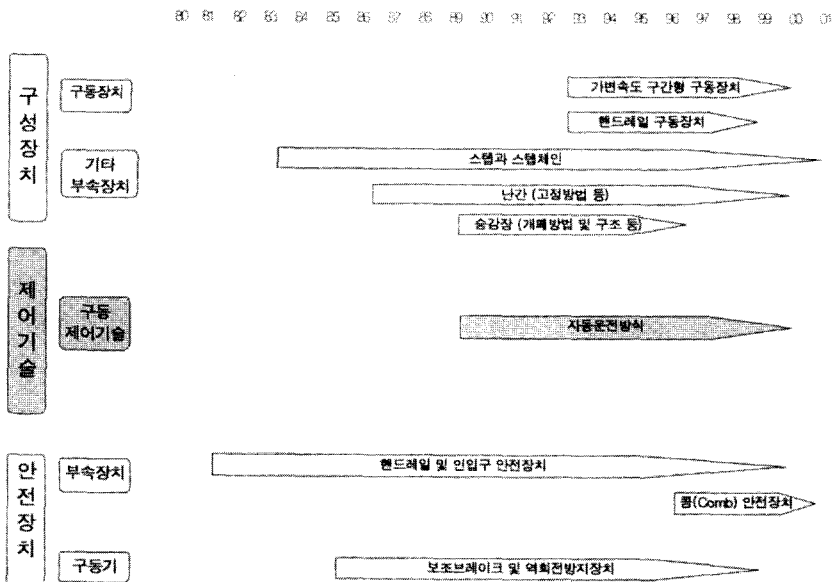 80 81 82 83 84 85 86 87 88 89 90 91 92 93 94 95 96 97 98 99 00 01
구성장치
구동장치
가변속도 구간형 구동장치
핸드레일 구동장치
기타
부속장치
스텝과 스텝체인
난간 (고정방법 등)
승강장 (개폐방법 및 구조 등)
제어기술
구동
제어기술
자동운전방식
안전장치
부속장치
핸드레일 및 인입구 안전장치
콤(Comb) 안전장치
구동기
보조브레이크 및 역회전방지장치